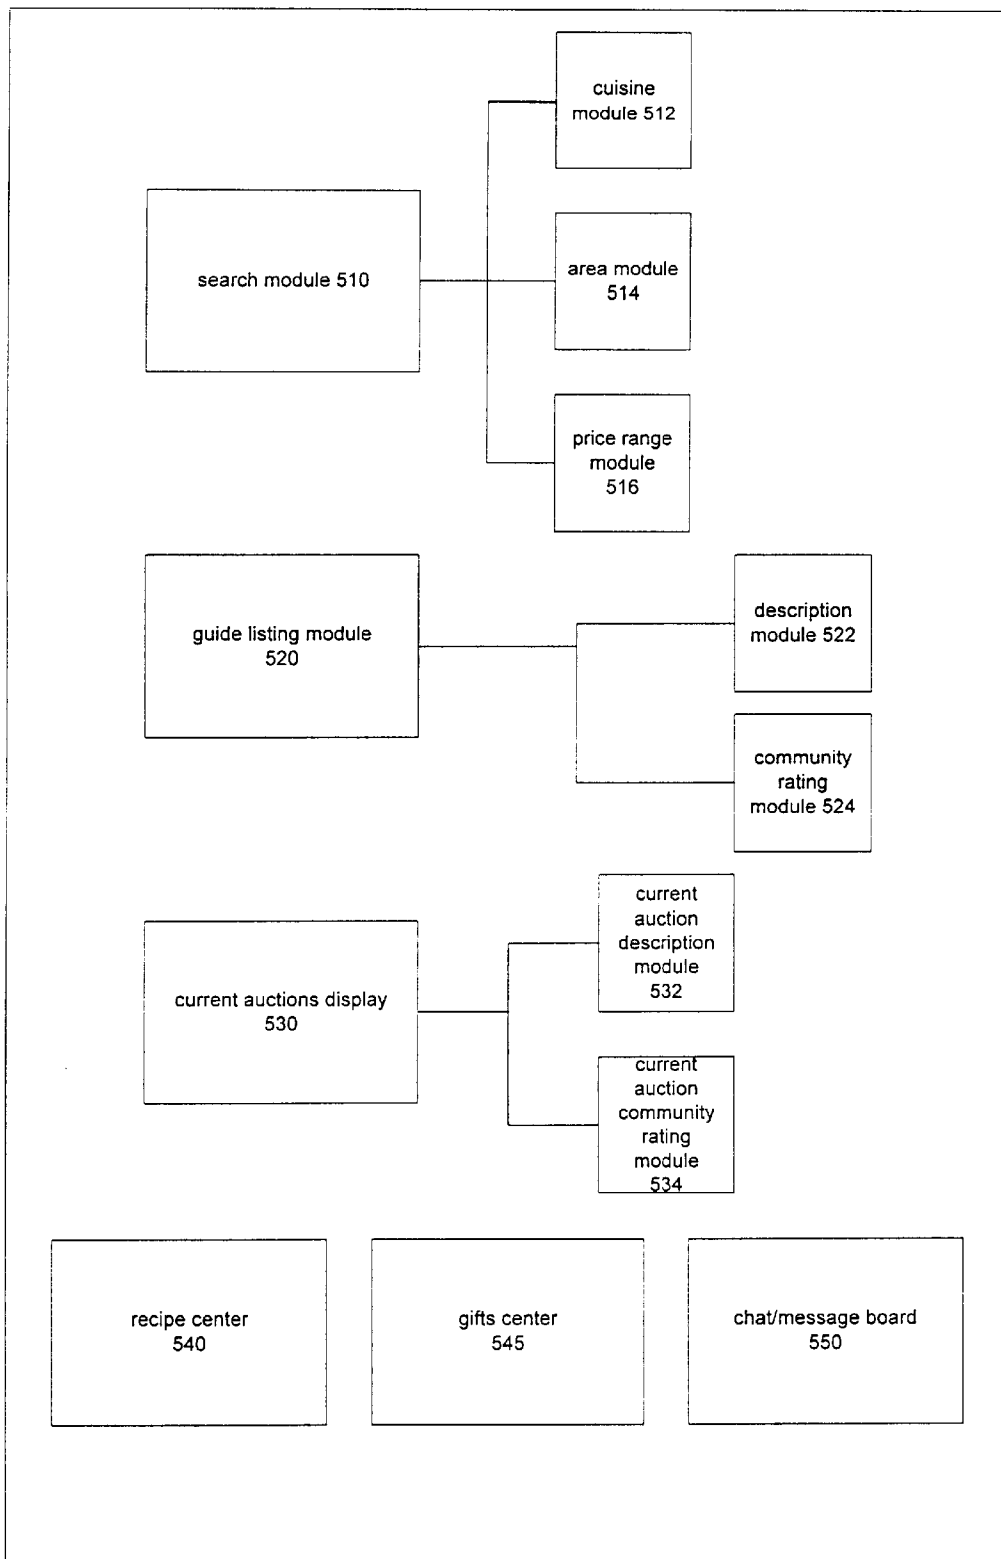 cuisine
module 512
search module 510
area module
514
price range
module
516
guide listing module
520
description
module 522
community
rating
module 524
current
auction
description
module
532
current auctions display
530
current
auction
community
rating
module
534
recipe center
540
gifts center
545
chat/message board
550